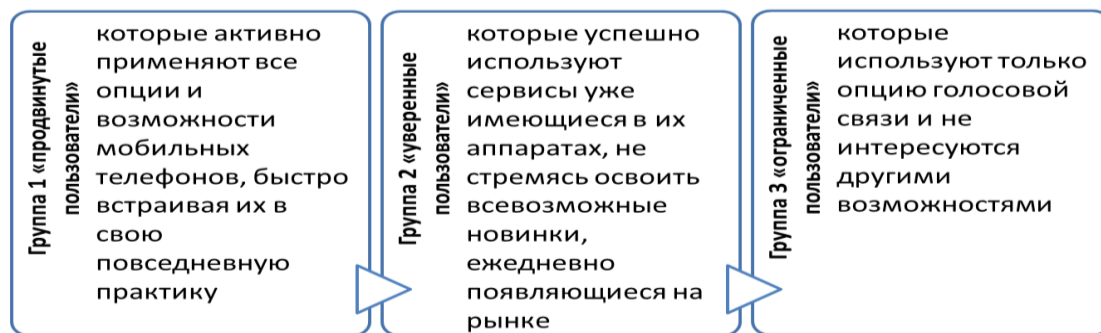 Группа 1 «продвинутые
пользователи»
которые активно
применяют все
опции и
возможности
мобильных
телефонов, быстро
встраивая их в
свою
повседневную
практику
Группа 2 «уверенные
пользователи»
которые успешно
используют
сервисы уже
имеющиеся в их
аппаратах, не
стремясь освоить
всевозможные
новинки,
ежедневно
появляющиеся на
рынке
Группа 3 «ограниченные
пользователи»
которые
используют только
опцию голосовой
связи и не
интересуются
другими
возможностями